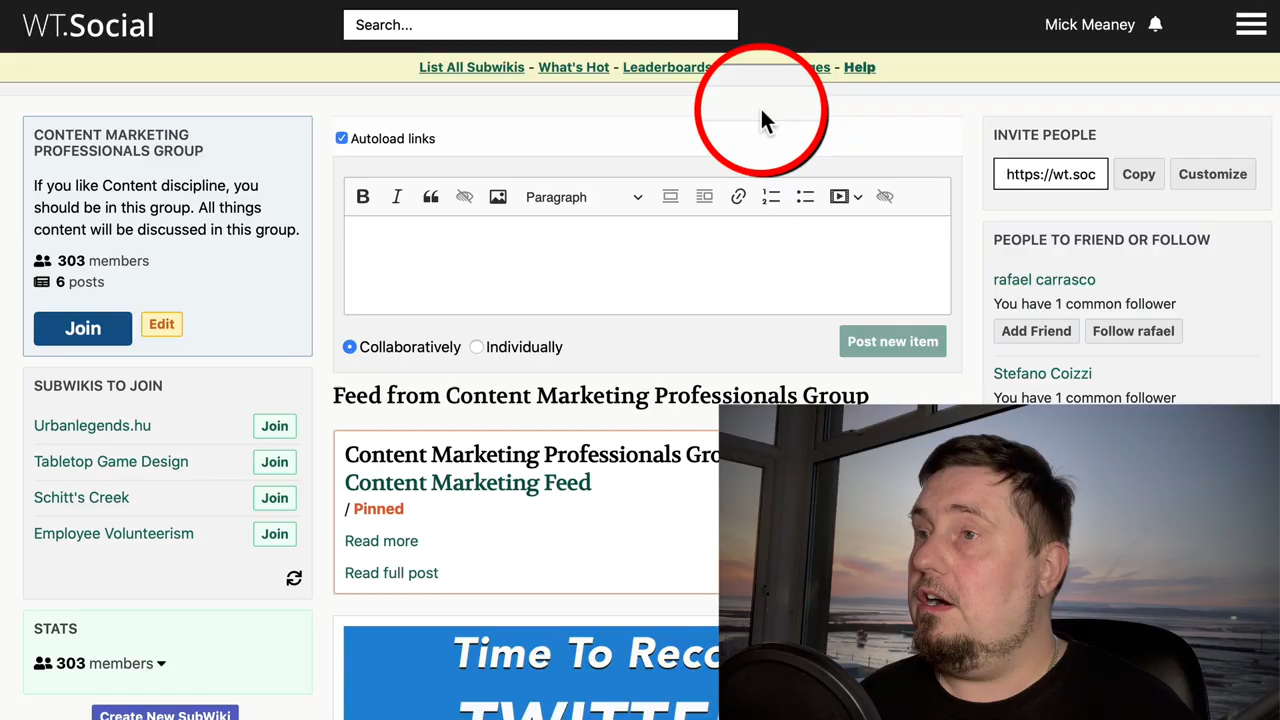 WT.Social
Search...
Mick Meaney
List All Subwikis - What's Hot - Leaderboards
- Help
CONTENT MARKETING
PROFESSIONALS GROUP
If you like Content discipline, you
should be in this group. All things
content will be discussed in this group.
303 members
6 posts
Join
Edit
SUBWIKIS TO JOIN
Urbanlegends.hu
Join
Tabletop Game Design
Join
Schitt's Creek
Join
Employee Volunteerism
Join
STATS
303 members
Create New SubWiki
Autoload links
B I
Paragraph
Collaboratively
Individually
Post new item
Feed from Content Marketing Professionals Group
Content Marketing Professionals Gro
Content Marketing Feed
/ Pinned
Read more
Read full post
Time To Reco
TWITTE
INVITE PEOPLE
https://wt.soc
Copy
Customize
PEOPLE TO FRIEND OR FOLLOW
rafael carrasco
You have 1 common follower
Add Friend
Follow rafael
Stefano Coizzi
You have 1 common follower